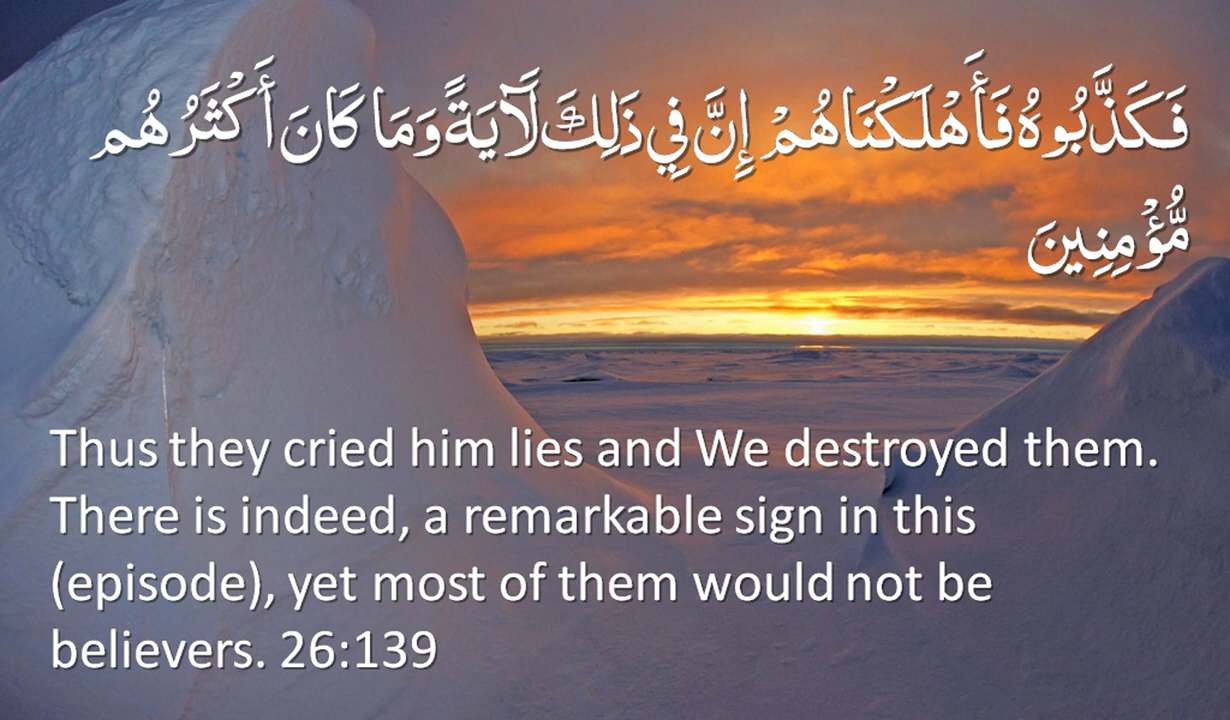 فَكَذَّبُوهُ فَأَهْلَكْنَاهُمْ إِنَّ فِي ذَلِكَ لَآيَةً وَمَا كَانَ أَكْثَرُهُم
مُّؤْمِنِينَ
Thus they cried him lies and We destroyed them.
There is indeed, a remarkable sign in this
(episode), yet most of them would not be
believers. 26:139